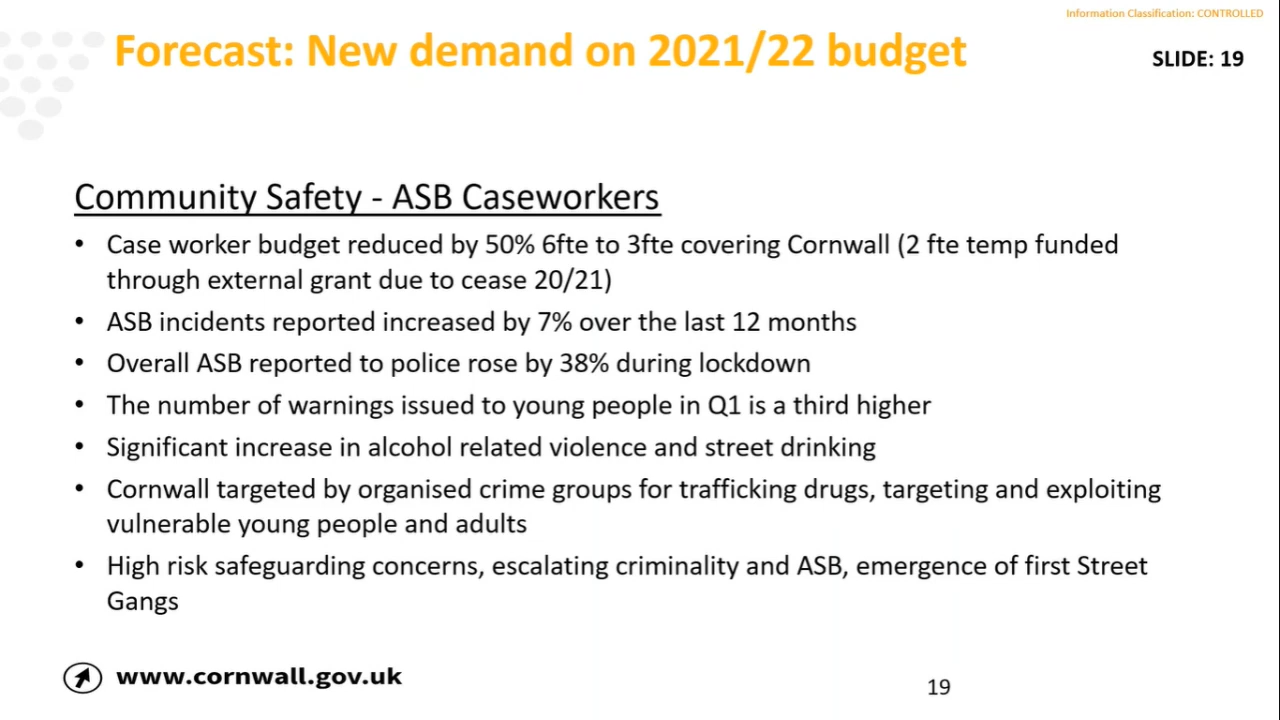 Information Classification: CONTROLLED
Forecast: New demand on 2021/22 budget
SLIDE: 19
Community Safety - ASB Caseworkers
• Case worker budget reduced by 50% 6fte to 3fte covering Cornwall (2 fte temp funded
through external grant due to cease 20/21)
• ASB incidents reported increased by 7% over the last 12 months
• Overall ASB reported to police rose by 38% during lockdown
• The number of warnings issued to young people in Q1 is a third higher
• Significant increase in alcohol related violence and street drinking
• Cornwall targeted by organised crime groups for trafficking drugs, targeting and exploiting
vulnerable young people and adults
• High risk safeguarding concerns, escalating criminality and ASB, emergence of first Street
Gangs
www.cornwall.gov.uk
19